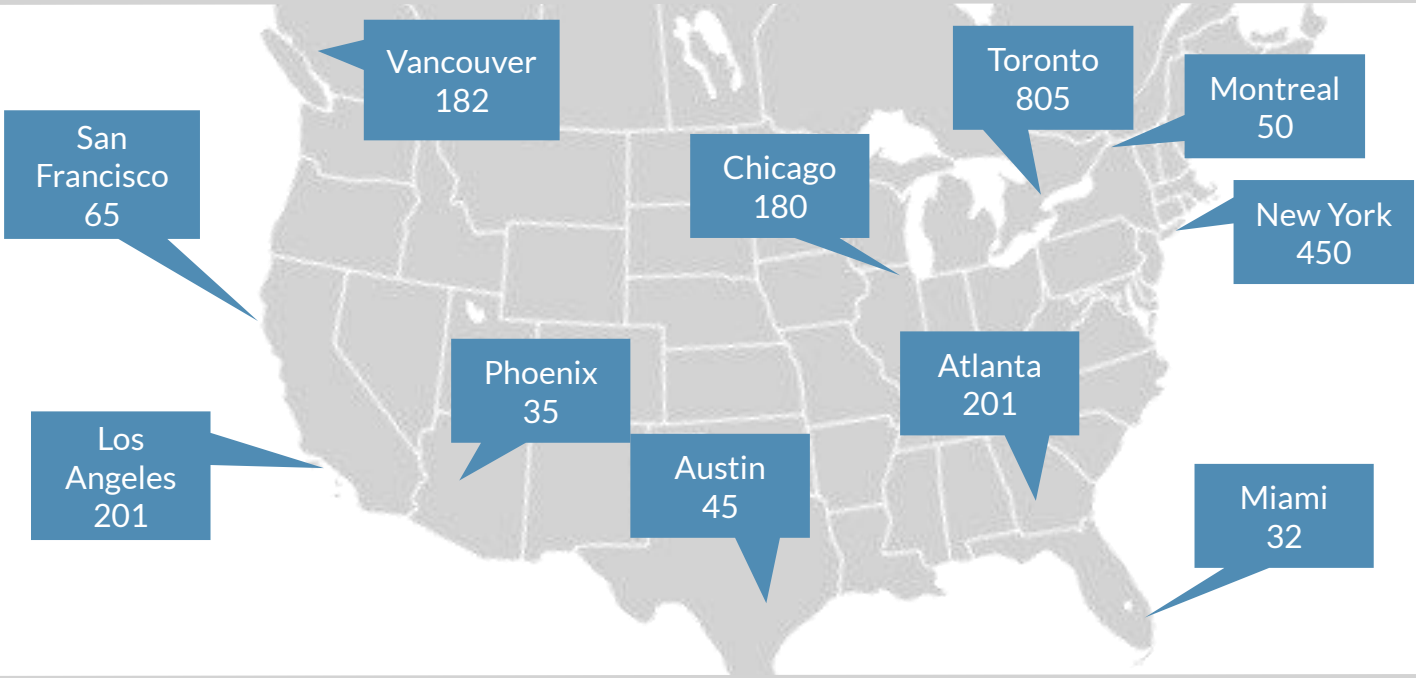 Vancouver
182
Toronto
805
Montreal
50
San
Francisco
65
Chicago
180
New York
450
Phoenix
35
Atlanta
201
Los
Angeles
201
Austin
45
Miami
32